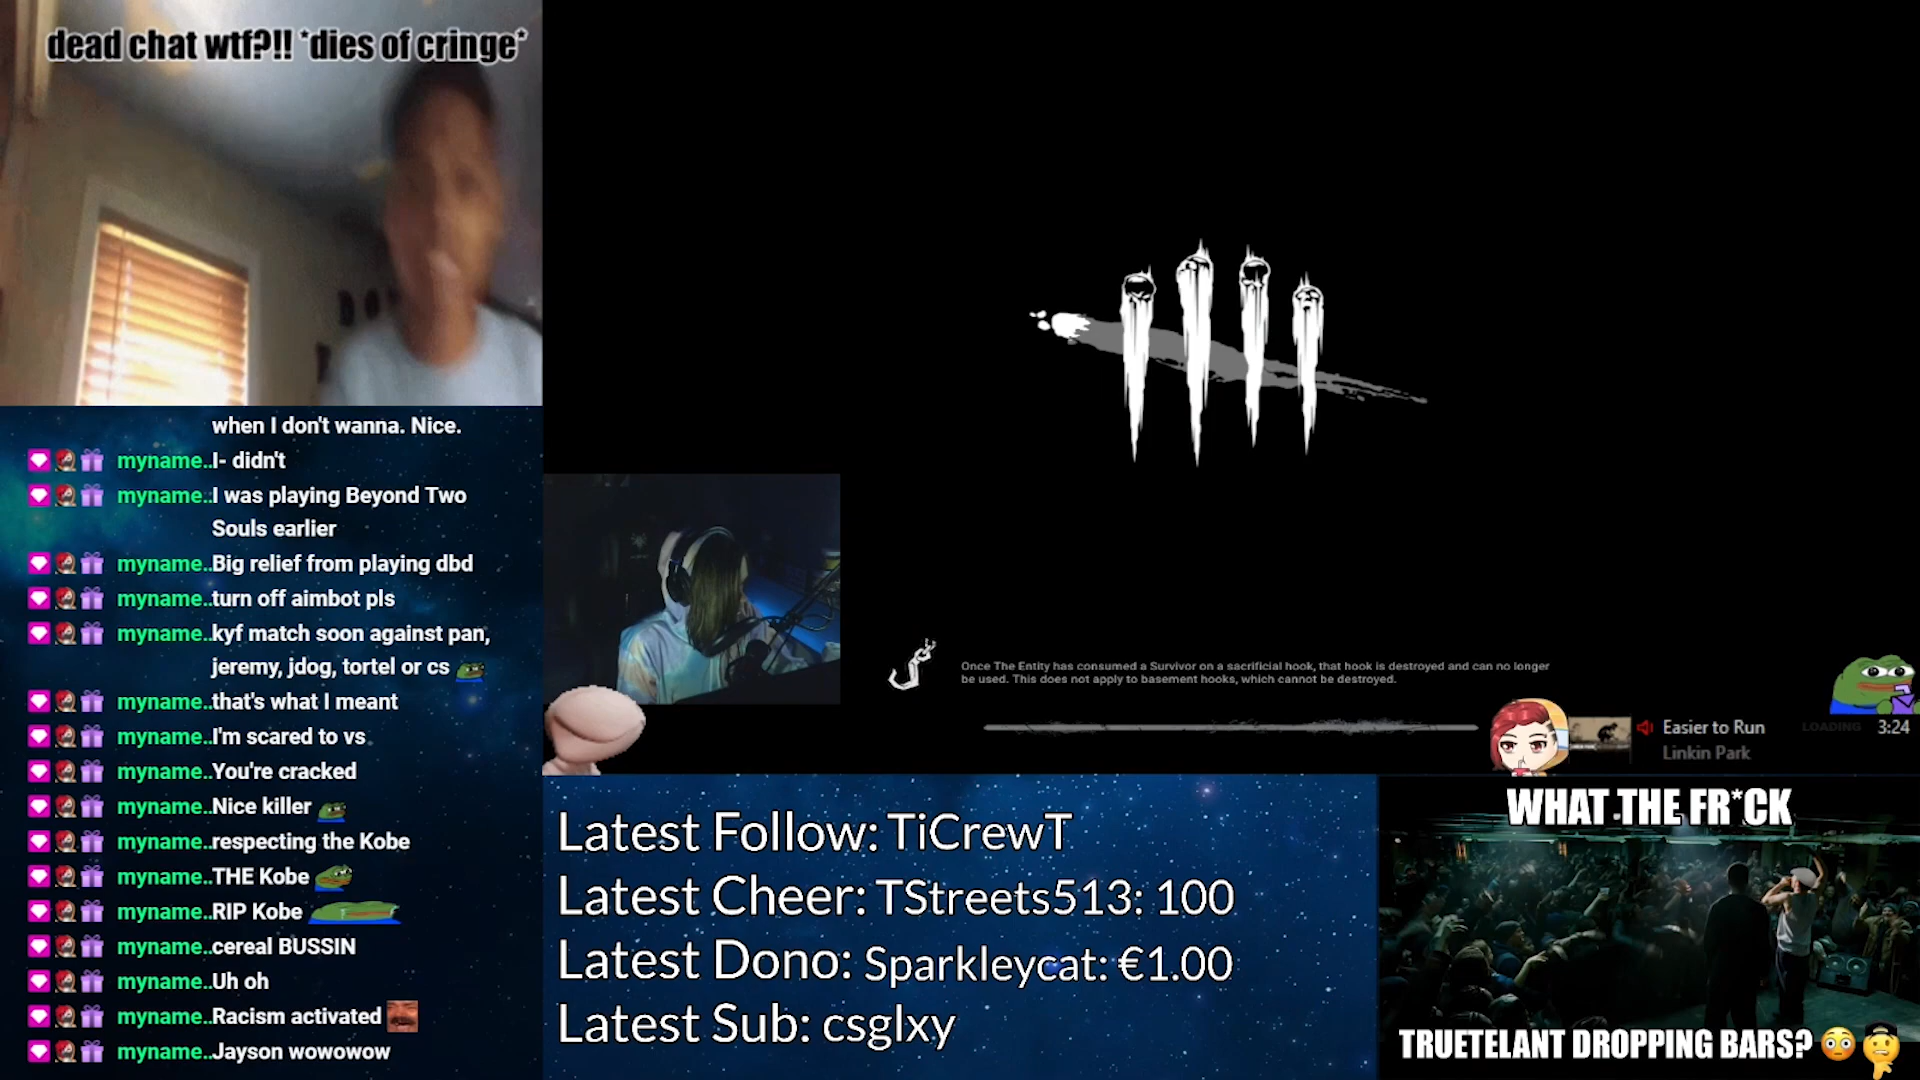 dead chat wtf?!! *dies of cringe*
when I don't wanna. Nice.
myname..I- didn't
myname..I was playing Beyond Two
Souls earlier
myname..Big relief from playing dbd
myname..turn off aimbot pls
myname..kyf match soon against pan,
jeremy, jdog, tortel or cs
myname..that's what I meant
myname..I'm scared to vs
myname..You're cracked
myname..Nice killer
myname..respecting the Kobe
myname..THE Kobe
myname..RIP Kobe
myname..cereal BUSSIN
myname..Uh oh
myname..Racism activated
myname..Jayson wowowow
Once The Entity has consumed a Survivor on a sacrificial hook, that hook is destroyed and can no longer
be used. This does not apply to basement hooks, which cannot be destroyed.
Easier to Run
LOADING
3:24
Linkin Park
Latest Follow: TiCrewT
Latest Cheer: TStreets513: 100
Latest Dono: Sparkleycat: €1.00
Latest Sub: csglxy
WHAT THE FR*CK
TRUETELANT DROPPING BARS?